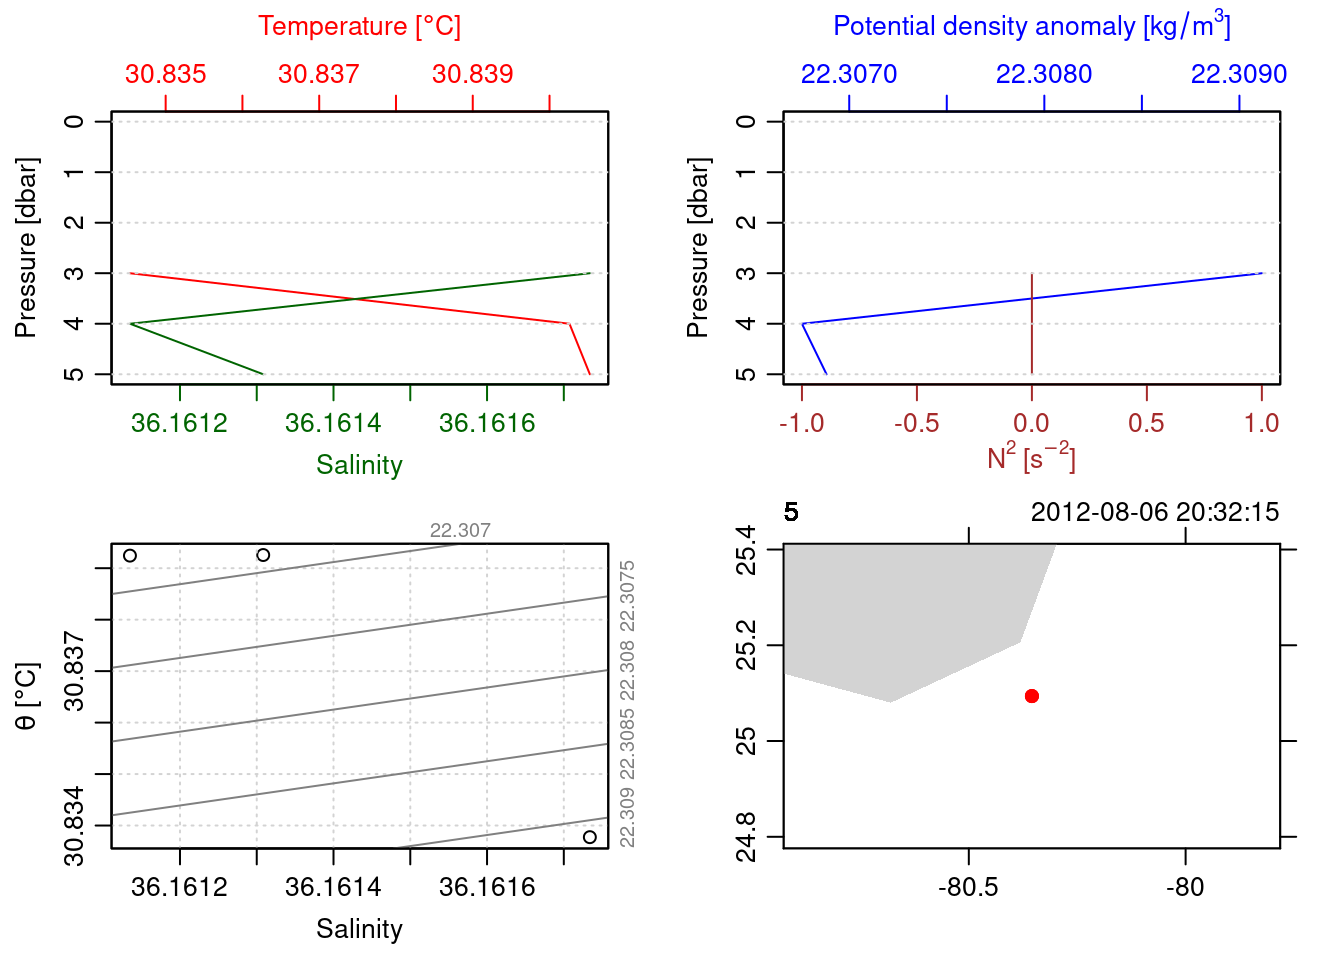 Temperature [°C]
30.835 30.837 30.839
Pressure [dbar]
0
1
2
3
4
5
36.1612 36.1614 36.1616
Salinity
Potential density anomaly [kg/m³]
22.3070 22.3080 22.3090
Pressure [dbar]
0
1
2
3
4
5
-1.0 -0.5 0.0 0.5 1.0
N² [s⁻²]
22.307
22.3075
22.308
22.3085
22.309
θ [°C]
30.837
30.834
36.1612 36.1614 36.1616
Salinity
5 2012-08-06 20:32:15
25.4
25.2
25
24.8
-80.5 -80